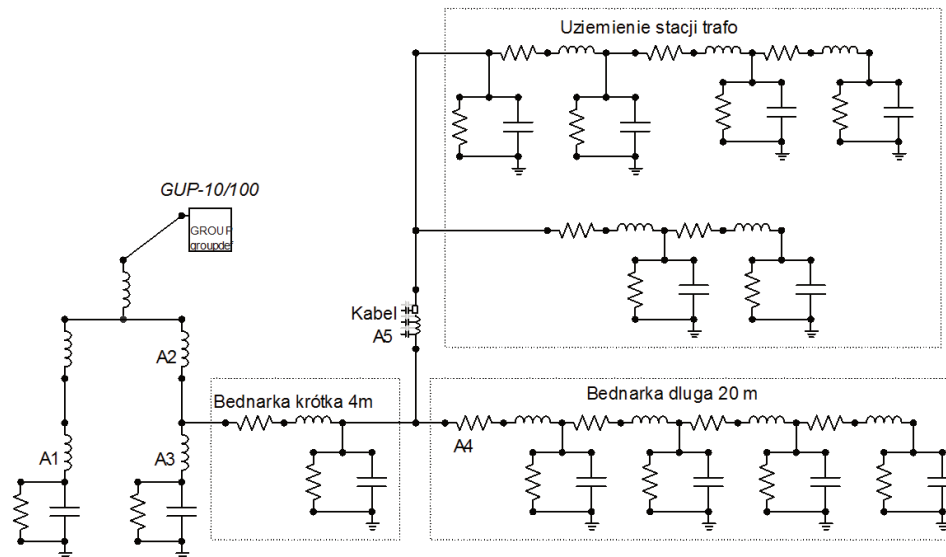 Uziemienie stacji trafo
GUP-10/100
GROUP
groupdef
Kabel
A5
A2
Bednarka krótka 4m
Bednarka dluga 20 m
A1
A3
A4